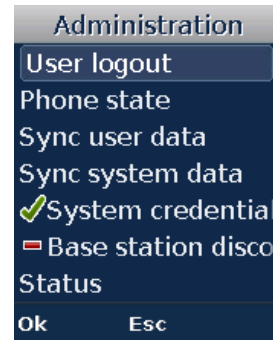 Administration
User logout
Phone state
Sync user data
Sync system data
System credential
Base station disco
Status
Ok Esc